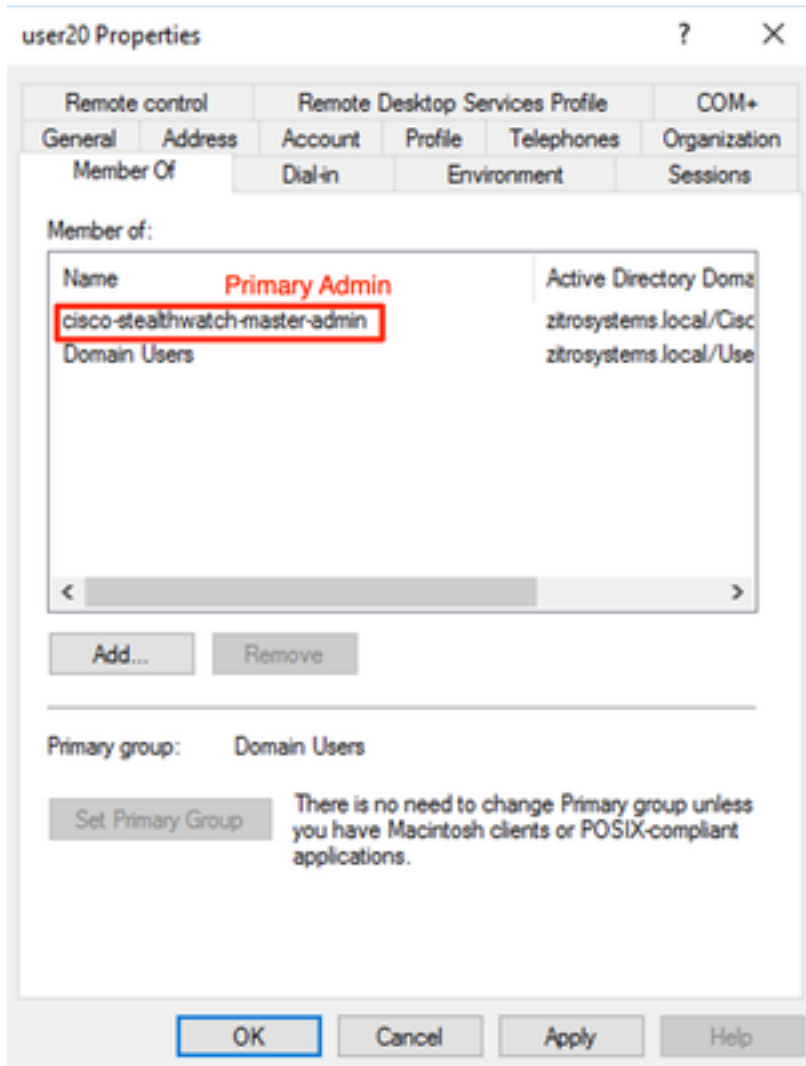 user20 Properties
Remote control Remote Desktop Services Profile COM+
General Address Account Profile Telephones Organization
Member Of Dial-in Environment Sessions
Member of:
Name Primary Admin Active Directory Doma
cisco-stealthwatch-master-admin zitrosystems.local/Cisc
Domain Users zitrosystems.local/Use
Add... Remove
Primary group: Domain Users
Set Primary Group
There is no need to change Primary group unless
you have Macintosh clients or POSIX-compliant
applications.
OK Cancel Apply Help